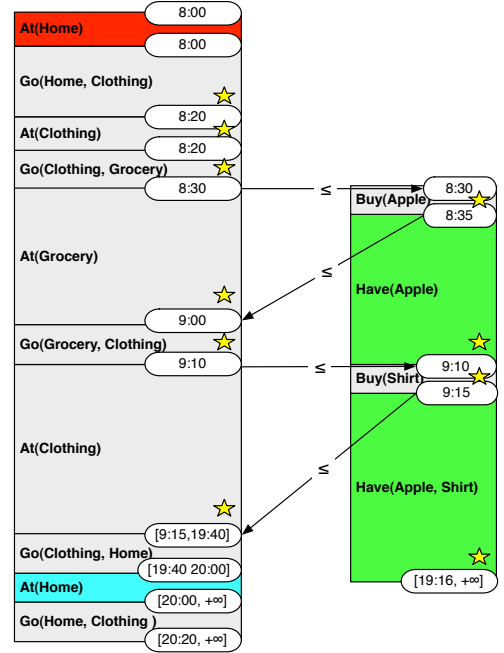 8:00
At(Home)
8:00
Go(Home, Clothing)
8:20
At(Clothing)
8:20
Go(Clothing, Grocery)
8:30
At(Grocery)
9:00
Go(Grocery, Clothing)
9:10
At(Clothing)
[9:15,19:40]
Go(Clothing, Home)
[19:40 20:00]
At(Home)
[20:00, +∞]
Go(Home, Clothing )
[20:20, +∞]
≤
≤
≤
≤
8:30
Buy(Apple)
8:35
Have(Apple)
9:10
Buy(Shirt)
9:15
Have(Apple, Shirt)
[19:16, +∞]